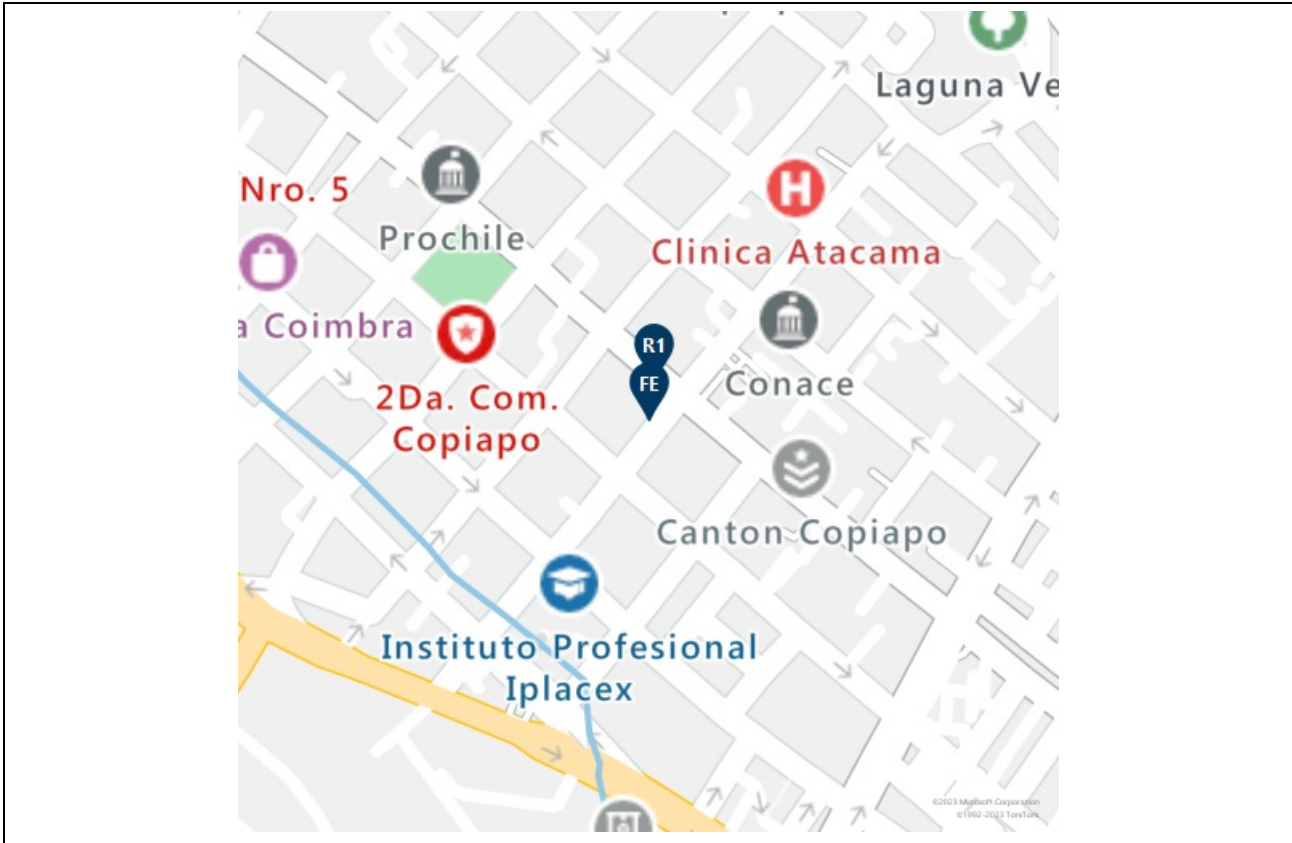 Laguna Ve
Nro. 5
Prochile
H
Clinica Atacama
a Coimbra
R1
FE
Conace
2Da. Com.
Copiapo
Canton Copiapo
Instituto Profesional
Iplacex
©2023 Microsoft Corporation
©1992-2023 TomTom